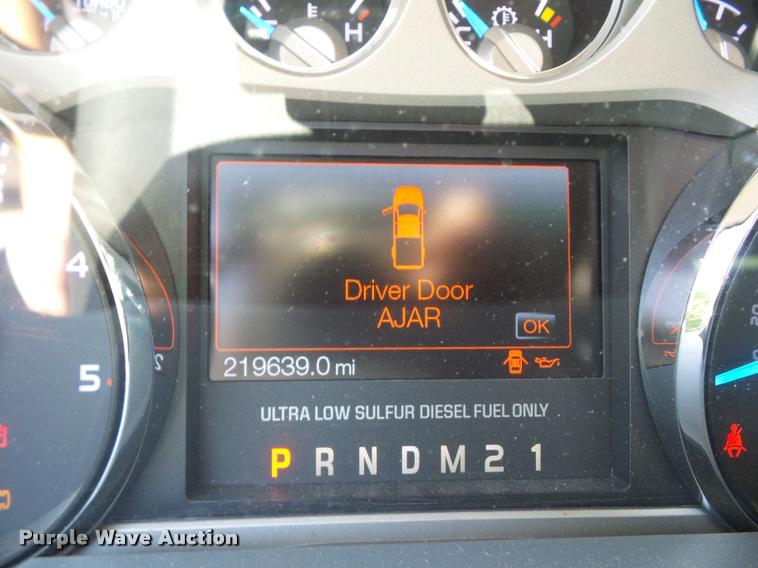 TURBO
H
H
4
5
Driver Door
AJAR
OK
219639.0 mi
ULTRA LOW SULFUR DIESEL FUEL ONLY
P R N D M 2 1
Purple Wave Auction